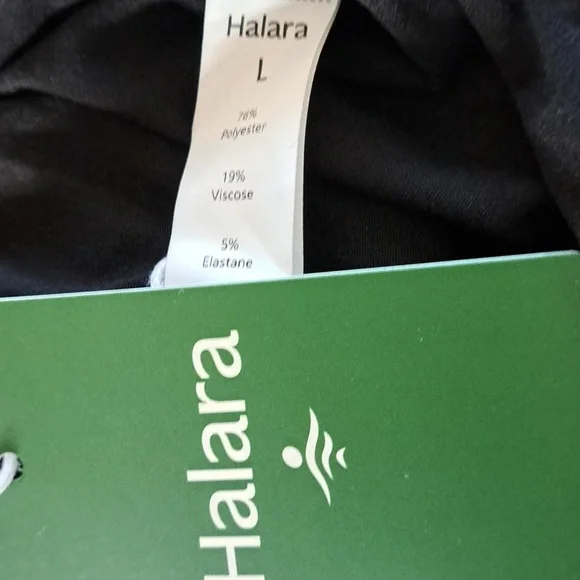 Halara
L
76%
Polyester
19%
Viscose
5%
Elastane
Halara